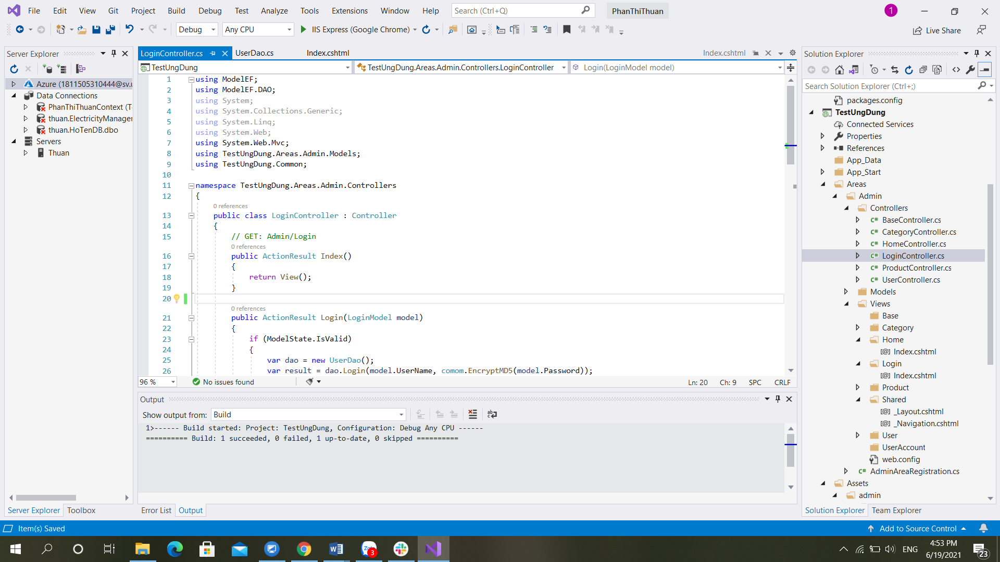 File Edit View Git Project Build Debug Test Analyze Tools Extensions Window Help Search (Ctrl+Q) PhanThiThuan 1
Debug Any CPU IIS Express (Google Chrome) Live Share
Server Explorer
Azure (1811505310444@sv.u
Data Connections
PhanThiThuanContext (T
thuan.ElectricityManager
thuan.HoTenDB.dbo
Servers
Thuan
Server Explorer Toolbox
LoginController.cs UserDao.cs Index.cshtml Index.cshtml
TestUngDung TestUngDung.Areas.Admin.Controllers.LoginController Login(LoginModel model)
1 using ModelEF;
2 using ModelEF.DAO;
3 using System;
4 using System.Collections.Generic;
5 using System.Linq;
6 using System.Web;
7 using System.Web.Mvc;
8 using TestUngDung.Areas.Admin.Models;
9 using TestUngDung.Common;
10
11 namespace TestUngDung.Areas.Admin.Controllers
12 {
0 references
13 public class LoginController : Controller
14 {
15 // GET: Admin/Login
0 references
16 public ActionResult Index()
17 {
18 return View();
19 }
20
0 references
21 public ActionResult Login(LoginModel model)
22 {
23 if (ModelState.IsValid)
24 {
25 var dao = new UserDao();
26 var result = dao.Login(model.UserName, comom.EncryptMD5(model.Password));
96 % No issues found Ln: 20 Ch: 9 SPC CRLF
Output
Show output from: Build
1>------ Build started: Project: TestUngDung, Configuration: Debug Any CPU ------
========== Build: 1 succeeded, 0 failed, 1 up-to-date, 0 skipped ==========
Error List Output
Solution Explorer
Search Solution Explorer (Ctrl+;)
packages.config
TestUngDung
Connected Services
Properties
References
App_Data
App_Start
Areas
Admin
Controllers
C# BaseController.cs
C# CategoryController.cs
C# HomeController.cs
C# LoginController.cs
C# ProductController.cs
C# UserController.cs
Models
Views
Base
Category
Home
[@] Index.cshtml
Login
[@] Index.cshtml
Product
Shared
[@] _Layout.cshtml
[@] _Navigation.cshtml
User
UserAccount
web.config
C# AdminAreaRegistration.cs
Assets
admin
Solution Explorer Team Explorer
Item(s) Saved Add to Source Control
3 ENG 4:53 PM
6/19/2021 23